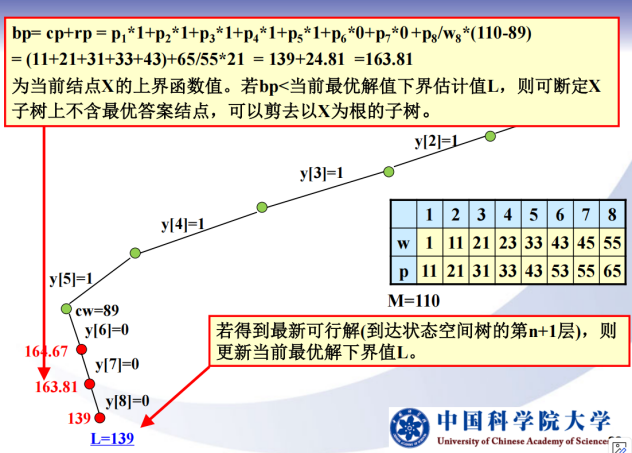 bp= cp+rp = p₁*1+p₂*1+p₃*1+p₄*1+p₅*1+p₆*0+p₇*0+p₈/w₈*(110-89)
= (11+21+31+33+43)+65/55*21 = 139+24.81 =163.81
为当前结点X的上界函数值。若bp<当前最优解值下界估计值L，则可断定X
子树上不含最优答案结点，可以剪去以X为根的子树。
y[2]=1
y[3]=1
y[4]=1
y[5]=1
1 2 3 4 5 6 7 8
w 1 11 21 23 33 43 45 55
p 11 21 31 33 43 53 55 65
M=110
cw=89
y[6]=0
164.67
y[7]=0
163.81
y[8]=0
139
L=139
若得到最新可行解(到达状态空间树的第n+1层)，则
更新当前最优解下界值L。
中国科学院大学
University of Chinese Academy of Sciences